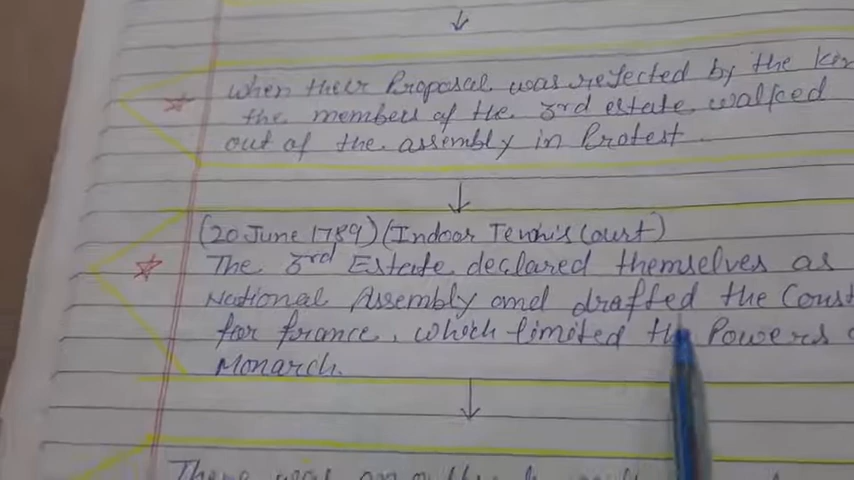 When their Proposal was rejected by the
the members of the 3rd estate walked
out of the assembly in Protest
(20 June 1789) (Indoor Tennis Court)
The 3rd Estate declared themselves as
National Assembly and drafted the
for france, which limited the Powers
Monarch.
There was